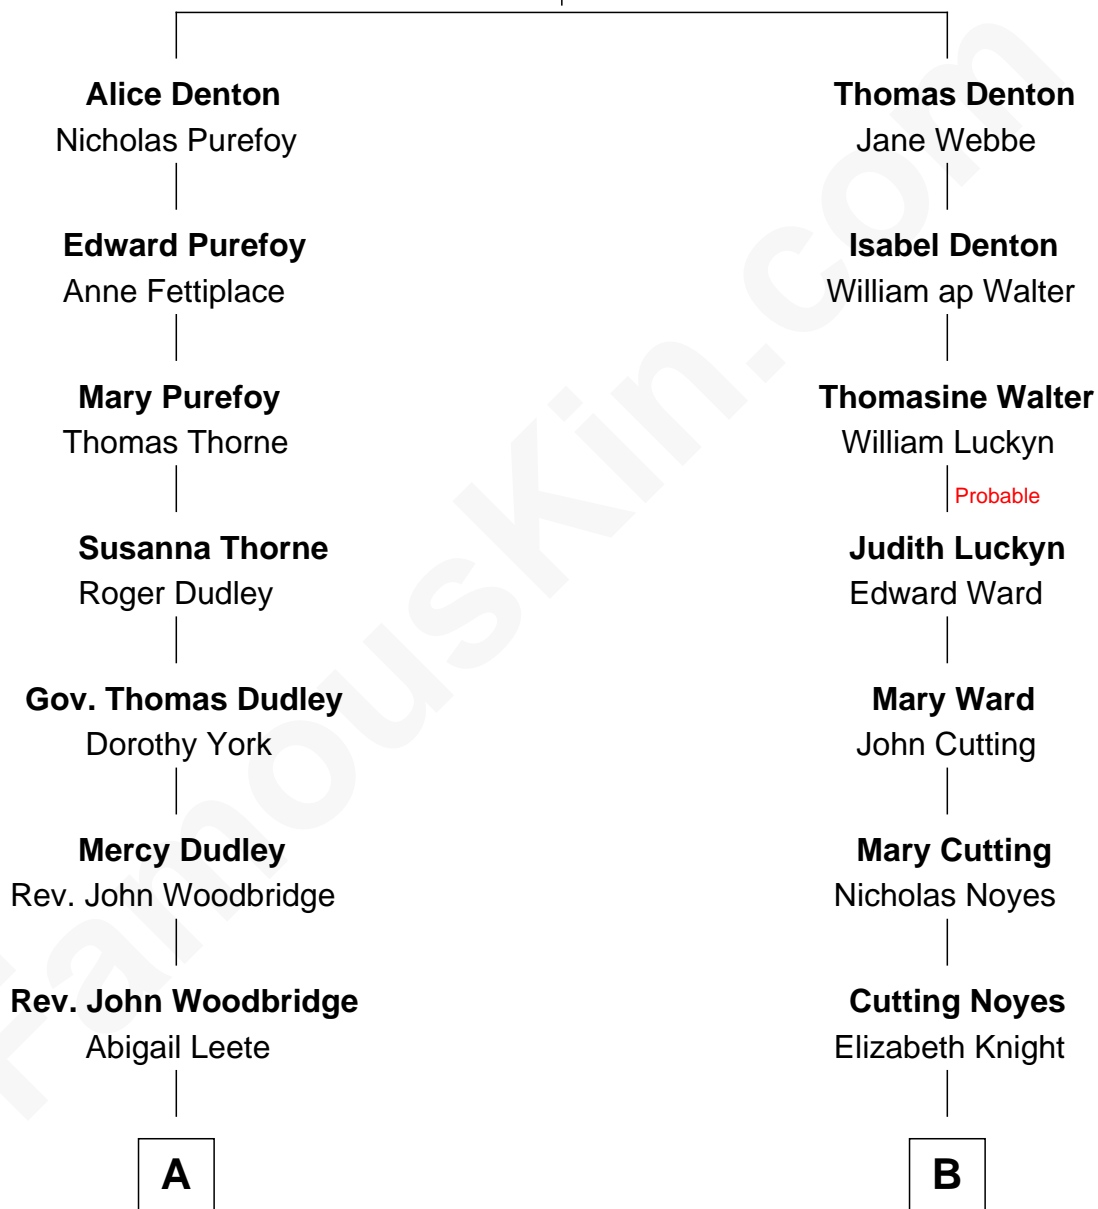 Alice Denton
Nicholas Purefoy
Edward Purefoy
Anne Fettiplace
Mary Purefoy
Thomas Thorne
Susanna Thorne
Roger Dudley
Gov. Thomas Dudley
Dorothy York
Mercy Dudley
Rev. John Woodbridge
Rev. John Woodbridge
Abigail Leete
A
Thomas Denton
Jane Webbe
Isabel Denton
William ap Walter
Thomasine Walter
William Luckyn
Probable
Judith Luckyn
Edward Ward
Mary Ward
John Cutting
Mary Cutting
Nicholas Noyes
Cutting Noyes
Elizabeth Knight
B
FamousKin.com